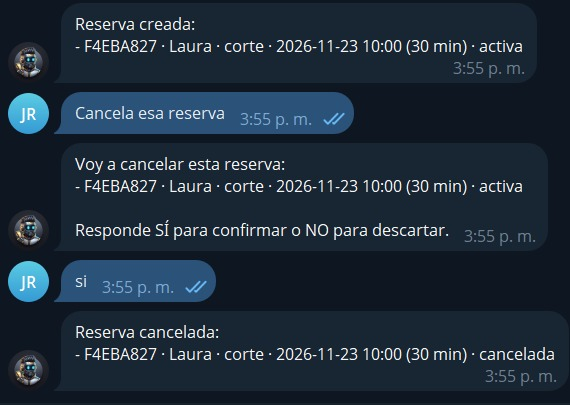 Reserva creada:
- F4EBA827 · Laura · corte · 2026-11-23 10:00 (30 min) · activa
3:55 p. m.
JR
Cancela esa reserva 3:55 p. m.
Voy a cancelar esta reserva:
- F4EBA827 · Laura · corte · 2026-11-23 10:00 (30 min) · activa
Responde SÍ para confirmar o NO para descartar. 3:55 p. m.
JR
si 3:55 p. m.
Reserva cancelada:
- F4EBA827 · Laura · corte · 2026-11-23 10:00 (30 min) · cancelada
3:55 p. m.